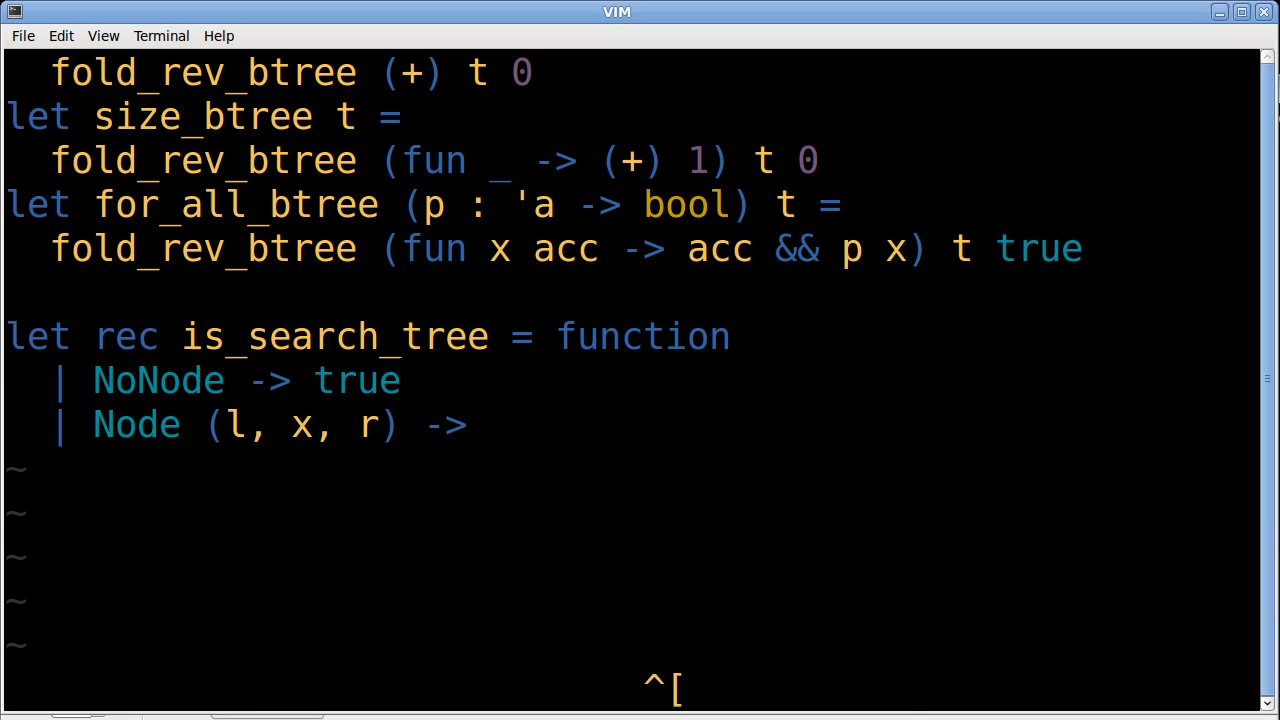 VIM
File Edit View Terminal Help
  fold_rev_btree (+) t 0
let size_btree t =
  fold_rev_btree (fun _ -> (+) 1) t 0
let for_all_btree (p : 'a -> bool) t =
  fold_rev_btree (fun x acc -> acc && p x) t true

let rec is_search_tree = function
  | NoNode -> true
  | Node (l, x, r) ->
~
~
~
~
~
^[